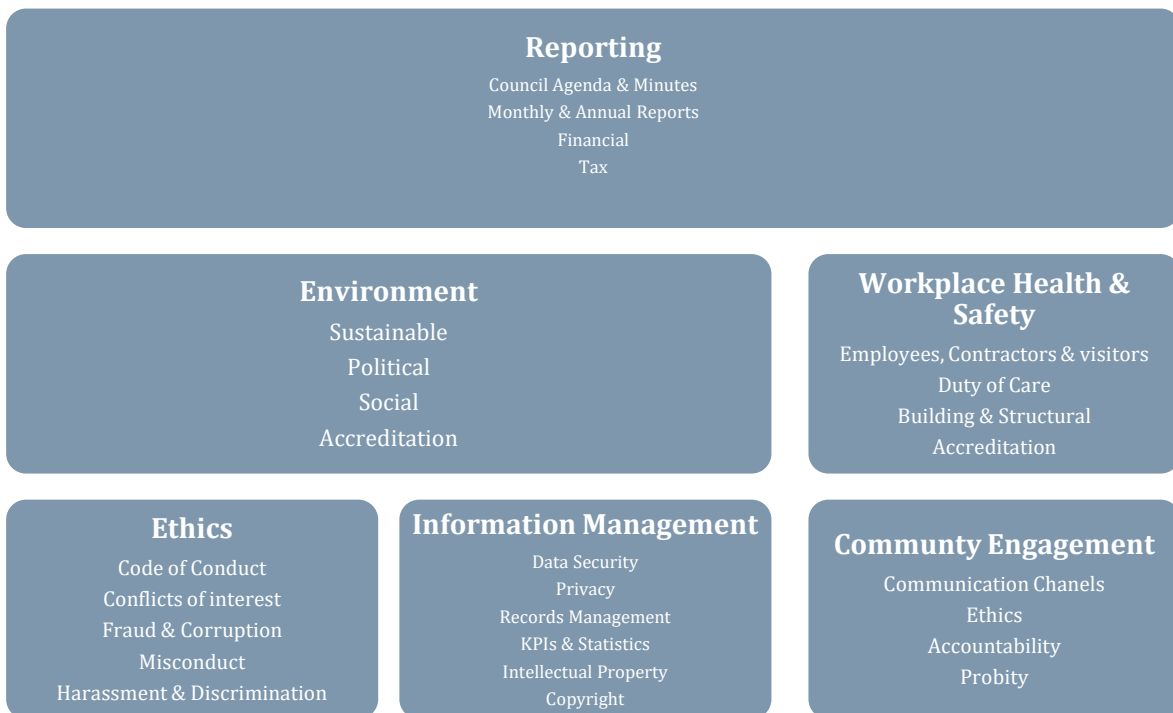 Reporting
Council Agenda & Minutes
Monthly & Annual Reports
Financial
Tax
Environment
Sustainable
Political
Social
Accreditation
Workplace Health &
Safety
Employees, Contractors & visitors
Duty of Care
Building & Structural
Accreditation
Ethics
Code of Conduct
Conflicts of interest
Fraud & Corruption
Misconduct
Harassment & Discrimination
Information Management
Data Security
Privacy
Records Management
KPIs & Statistics
Intellectual Property
Copyright
Communty Engagement
Communication Chanels
Ethics
Accountability
Probity